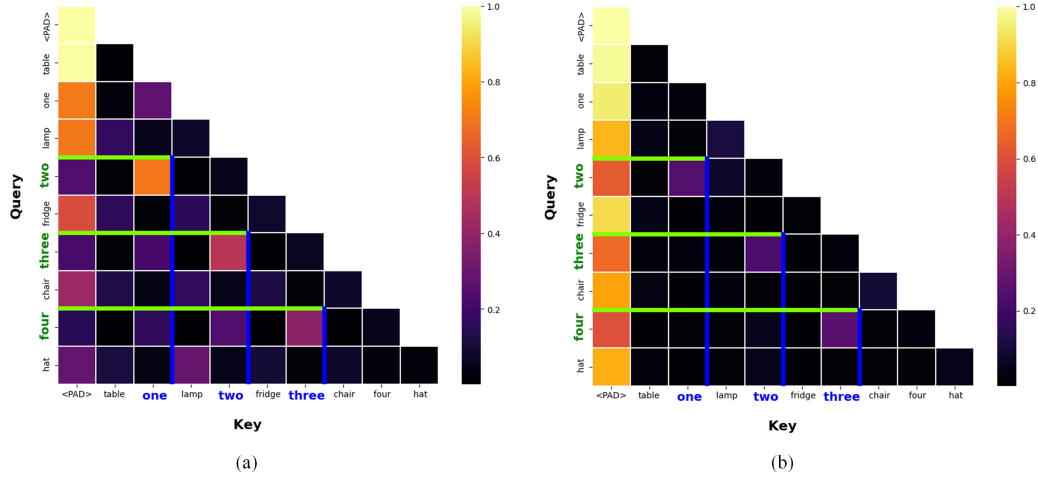 Query
<PAD>
table
one
lamp
two
fridge
three
chair
four
hat
<PAD> table one lamp two fridge three chair four hat
Key
1.0
0.8
0.6
0.4
0.2
(a)
Query
<PAD>
table
one
lamp
two
fridge
three
chair
four
hat
<PAD> table one lamp two fridge three chair four hat
Key
1.0
0.8
0.6
0.4
0.2
(b)